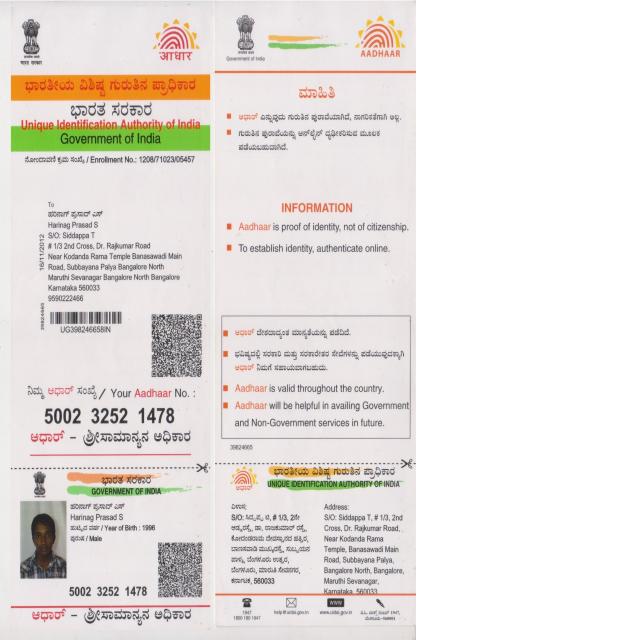 भारत सरकार
आधार
ಭಾರತೀಯ ವಿಶಿಷ್ಟ ಗುರುತಿನ ಪ್ರಾಧಿಕಾರ
ಭಾರತ ಸರಕಾರ
Unique Identification Authority of India
Government of India
ನೋಂದಾವಣಿ ಕ್ರಮ ಸಂಖ್ಯೆ / Enrollment No.: 1208/71023/05457
16/11/2012
To
ಹರಿನಾಗ್ ಪ್ರಸಾದ್ ಎಸ್
Harinag Prasad S
S/O: Siddappa T
# 1/3 2nd Cross, Dr. Rajkumar Road
Near Kodanda Rama Temple Banasawadi Main
Road, Subbayana Palya Bangalore North
Maruthi Sevanagar Bangalore North Bangalore
Karnataka 560033
9590222466
39824665
UG398246658IN
ನಿಮ್ಮ ಆಧಾರ್ ಸಂಖ್ಯೆ / Your Aadhaar No. :
5002 3252 1478
ಆಧಾರ್ – ಶ್ರೀಸಾಮಾನ್ಯನ ಅಧಿಕಾರ
ಭಾರತ ಸರಕಾರ
GOVERNMENT OF INDIA
ಹರಿನಾಗ್ ಪ್ರಸಾದ್ ಎಸ್
Harinag Prasad S
ಹುಟ್ಟಿದ ವರ್ಷ / Year of Birth : 1996
ಪುರುಷ / Male
5002 3252 1478
ಆಧಾರ್ – ಶ್ರೀಸಾಮಾನ್ಯನ ಅಧಿಕಾರ
Government of India
AADHAAR
ಮಾಹಿತಿ
ಆಧಾರ್ ಎನ್ನುವುದು ಗುರುತಿನ ಪುರಾವೆಯಾಗಿದೆ, ನಾಗರಿಕತೆಗಾಗಿ ಅಲ್ಲ.
ಗುರುತಿನ ಪುರಾವೆಯನ್ನು ಆನ್‌ಲೈನ್ ದೃಢೀಕರಿಸುವ ಮೂಲಕ
ಪಡೆಯಬಹುದಾಗಿದೆ.
INFORMATION
Aadhaar is proof of identity, not of citizenship.
To establish identity, authenticate online.
ಆಧಾರ್ ದೇಶದಾದ್ಯಂತ ಮಾನ್ಯತೆಯನ್ನು ಪಡೆದಿದೆ.
ಭವಿಷ್ಯದಲ್ಲಿ ಸರಕಾರಿ ಮತ್ತು ಸರಕಾರೇತರ ಸೇವೆಗಳನ್ನು ಪಡೆಯುವುದಕ್ಕಾಗಿ
ಆಧಾರ್ ನಿಮಗೆ ಸಹಾಯವಾಗಬಹುದು.
Aadhaar is valid throughout the country.
Aadhaar will be helpful in availing Government
and Non-Government services in future.
39824665
ಆಧಾರ್
ಭಾರತೀಯ ವಿಶಿಷ್ಟ ಗುರುತಿನ ಪ್ರಾಧಿಕಾರ
UNIQUE IDENTIFICATION AUTHORITY OF INDIA
ವಿಳಾಸ:
S/O: ಸಿದ್ದಪ್ಪ ಟಿ, # 1/3, 2ನೇ
ಅಡ್ಡರಸ್ತೆ, ಡಾ. ರಾಜಕುಮಾರ್ ರಸ್ತೆ,
ಕೋದಂಡರಾಮ ದೇವಸ್ಥಾನದ ಹತ್ತಿರ,
ಬಾಣಸವಾಡಿ ಮುಖ್ಯರಸ್ತೆ, ಸುಬ್ಬಯನ
ಪಾಳ್ಯ, ಬೆಂಗಳೂರು ಉತ್ತರ,
ಬೆಂಗಳೂರು, ಮಾರುತಿ ಸೇವಾನಗರ,
ಕರ್ನಾಟಕ, 560033
Address:
S/O: Siddappa T, # 1/3, 2nd
Cross, Dr. Rajkumar Road,
Near Kodanda Rama
Temple, Banasawadi Main
Road, Subbayana Palya,
Bangalore North, Bangalore,
Maruthi Sevanagar,
Karnataka, 560033
1947
1800 180 1947
help@uidai.gov.in
WWW
www.uidai.gov.in